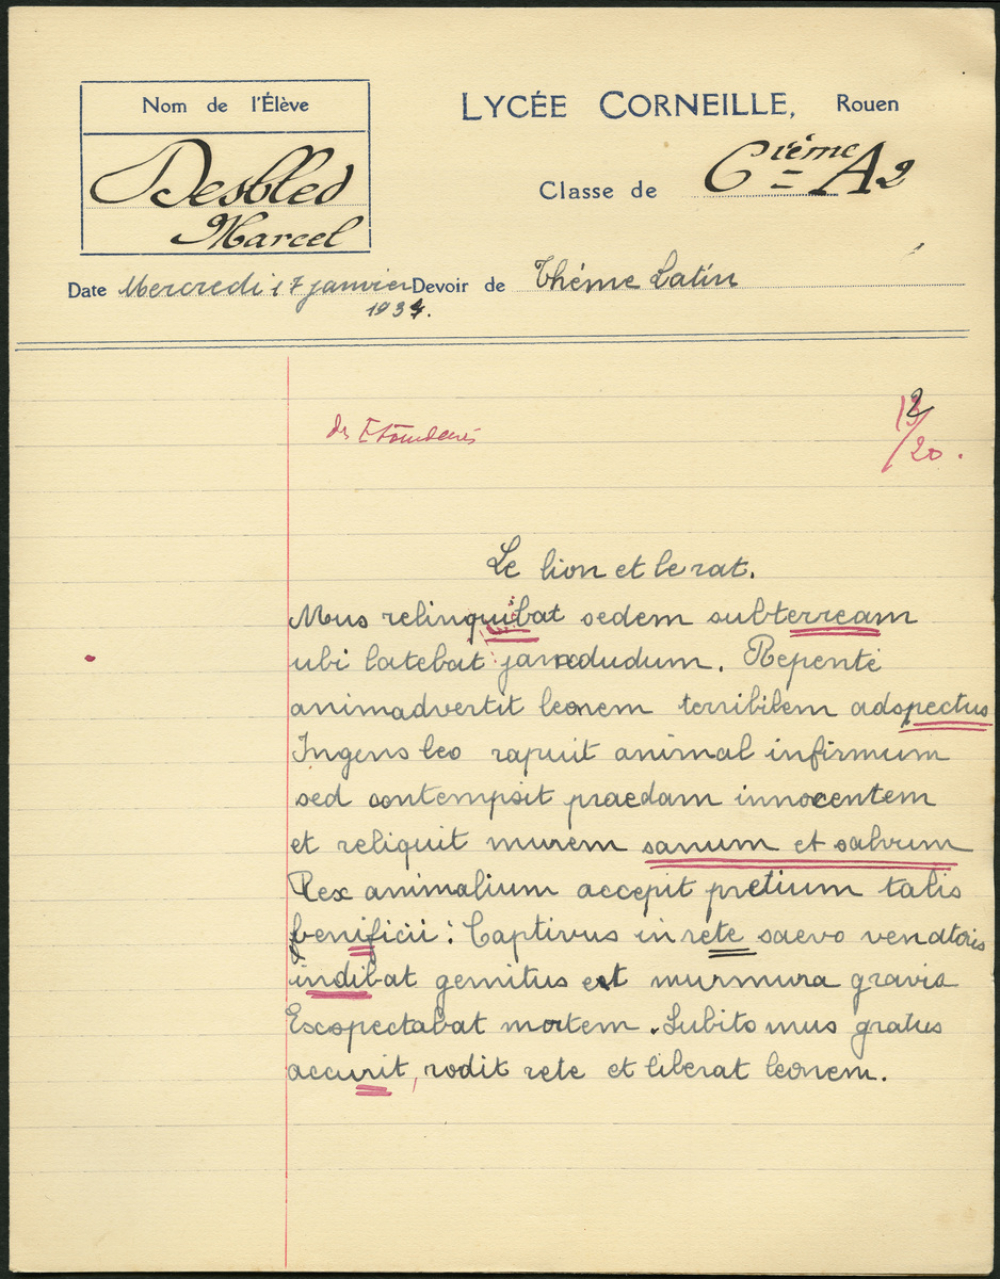 Nom de l'Élève
LYCÉE CORNEILLE, Rouen
Desbled
Marcel
Classe de 6ième A2
Date Mercredi 17 janvier Devoir de Thème Latin
1934.
des Étourderies
12/20.
Le lion et le rat.
Mus relinquibat sedem subterream
ubi latebat jamdudum. Repente
animadvertit leonem terribilem adspectus
Ingens leo rapuit animal infirmum
sed contempsit praedam innocentem
et reliquit murem sanum et salvum
Rex animalium accepit pretium talis
benificii : Captivus in rete saevo venatoris
indibat gemitus et murmura gravia
Exspectabat mortem. Subito mus gratus
accurit, rodit rete et liberat leonem.